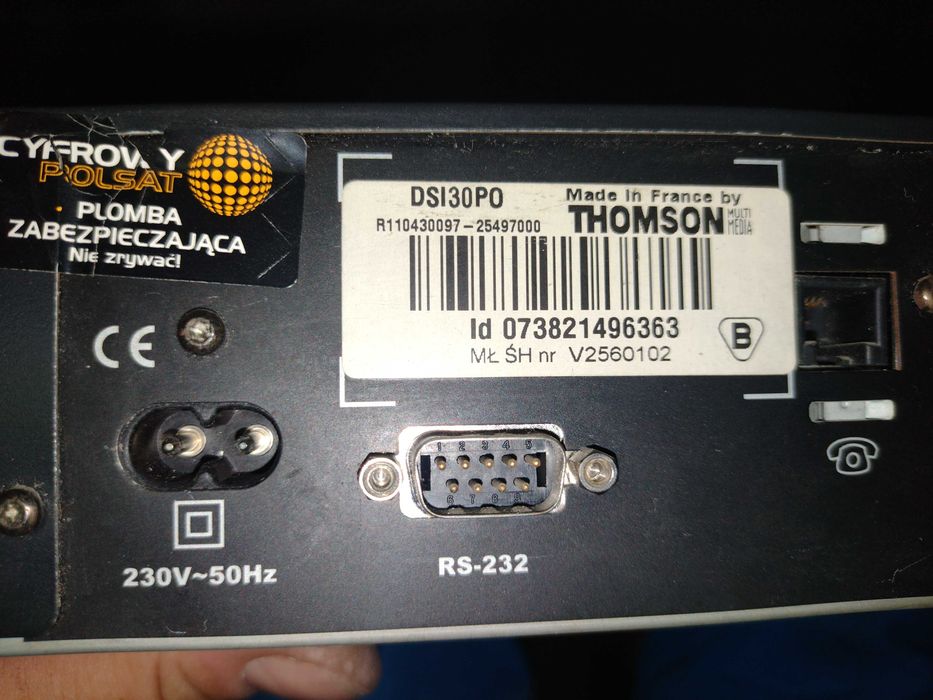 CYFROWY
POLSAT
PLOMBA
ZABEZPIECZAJĄCA
Nie zrywać!
DSI30PO
Made in France by
R110430097-25497000
THOMSON MULTI MEDIA
Id 073821496363
MŁ ŚH nr V2560102
B
CE
1 2 3 4 5
6 7 8 9
230V~50Hz
RS-232